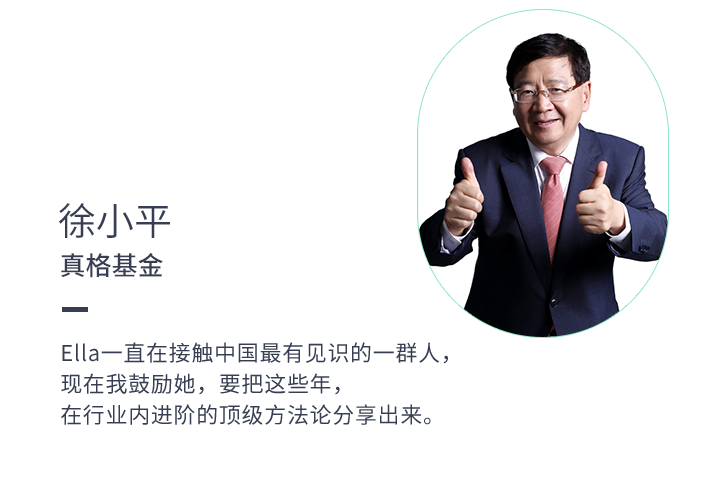 徐小平
真格基金
Ella一直在接触中国最有见识的一群人，
现在我鼓励她，要把这些年，
在行业内进阶的顶级方法论分享出来。